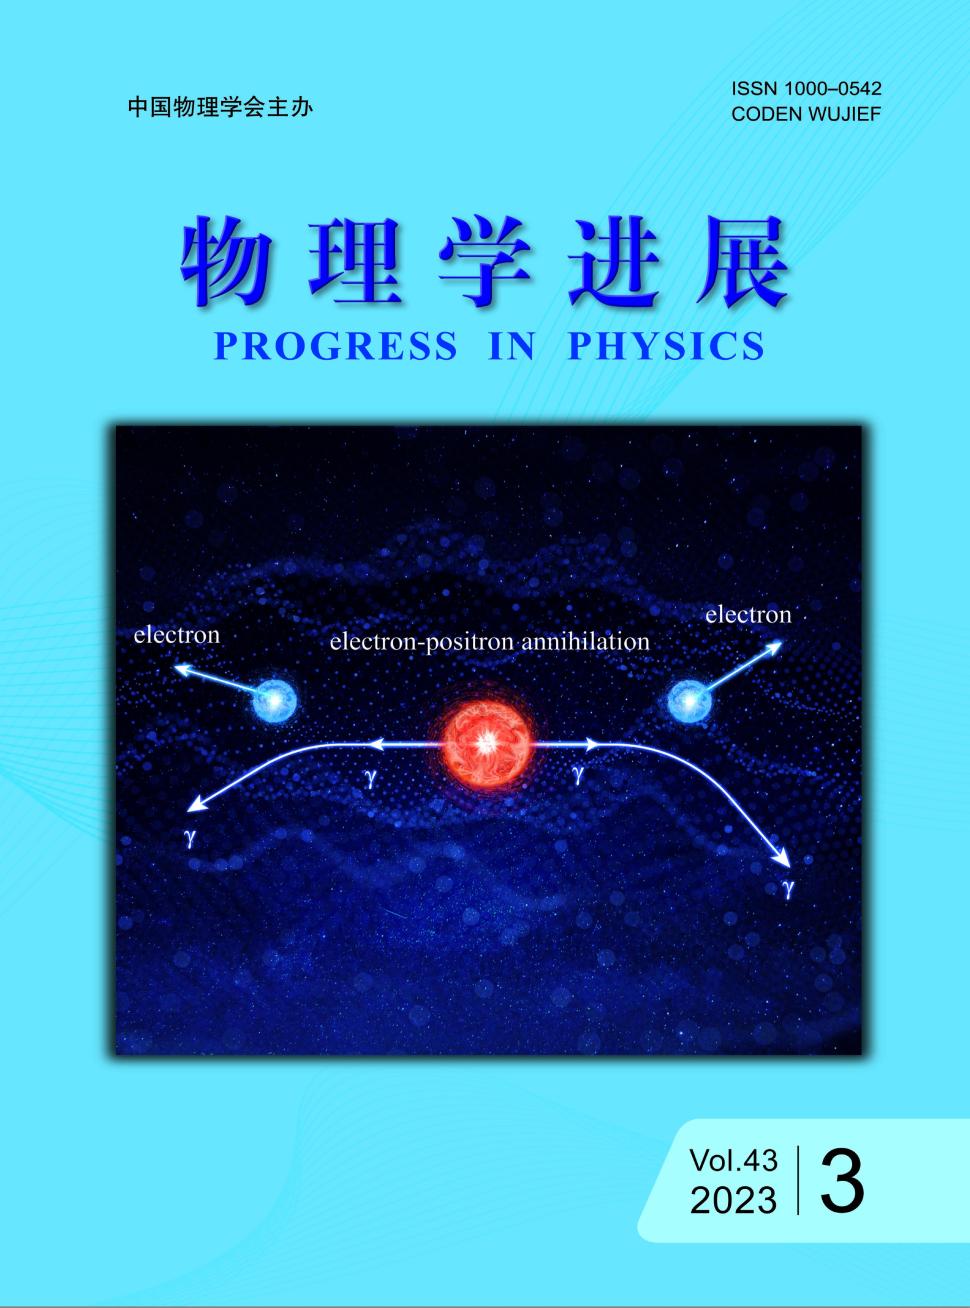 中国物理学会主办
ISSN 1000–0542
CODEN WUJIEF
物理学进展
PROGRESS IN PHYSICS
electron
electron
electron-positron annihilation
γ
γ
γ
γ
Vol.43
2023
3